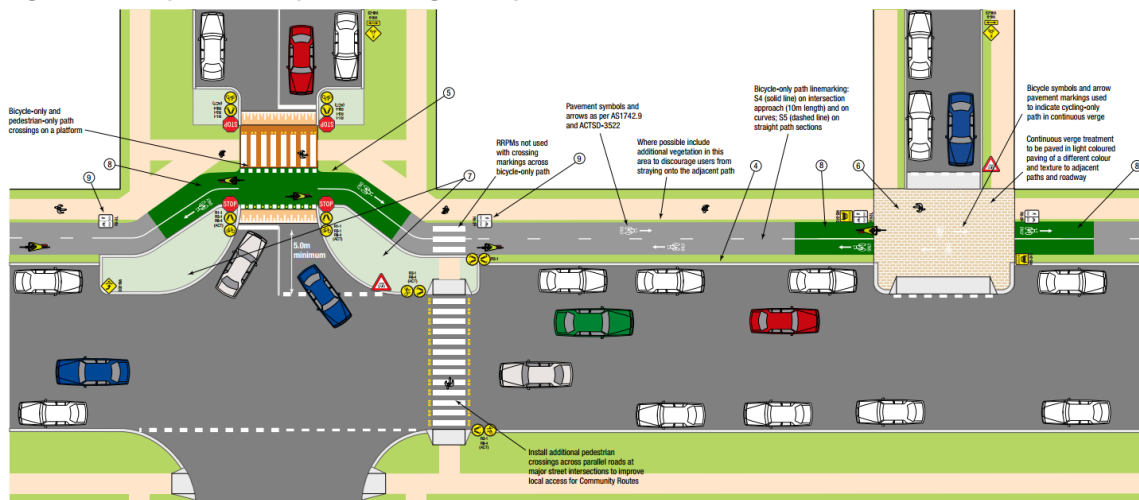 Bicycle-only and
pedestrian-only path
crossings on a platform
5
8
9
7
RRPMs not used
with crossing
markings across
bicycle-only path
9
Pavement symbols and
arrows as per AS1742.9
and ACTSD-3522
Where possible include
additional vegetation in this
area to discourage users from
straying onto the adjacent path
Bicycle-only path linemarking:
S4 (solid line) on intersection
approach (10m length) and on
curves; S5 (dashed line) on
straight path sections
4
8
6
Bicycle symbols and arrow
pavement markings used
to indicate cycling-only
path in continuous verge
Continuous verge treatment
to be paved in light coloured
paving of a different colour
and texture to adjacent
paths and roadway
8
STOP
STOP
STOP
STOP
5.0m
minimum
Install additional pedestrian
crossings across parallel roads at
major street intersections to improve
local access for Community Routes